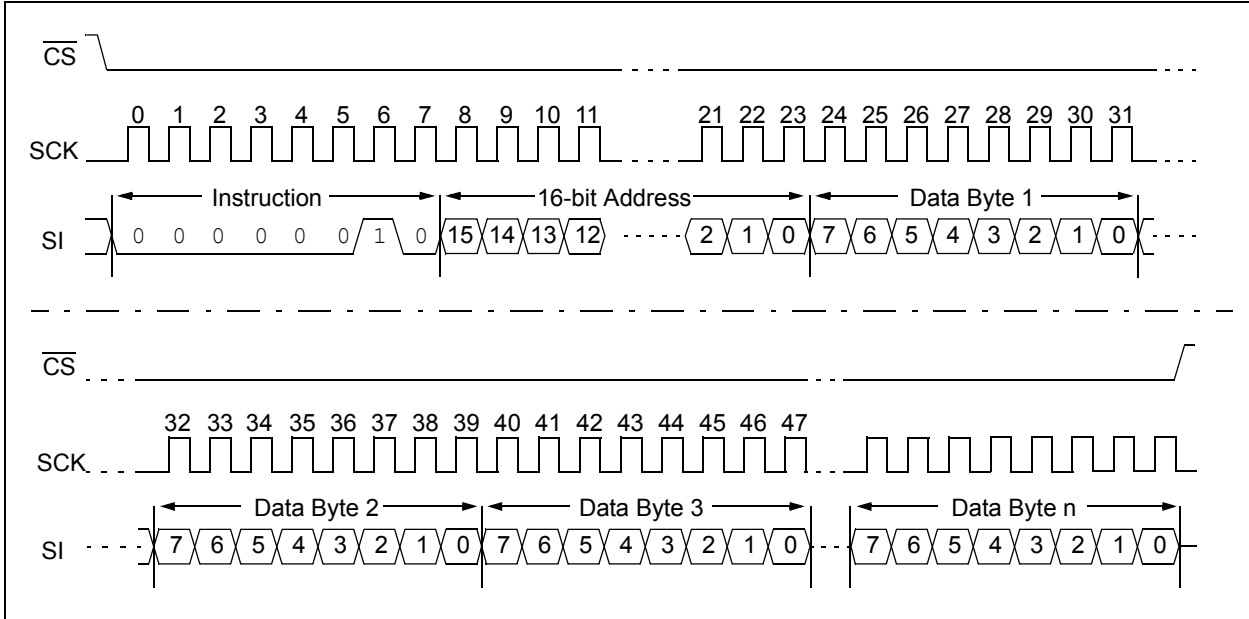 CS
0 1 2 3 4 5 6 7 8 9 10 11 21 22 23 24 25 26 27 28 29 30 31
SCK
Instruction 16-bit Address Data Byte 1
SI 0 0 0 0 0 0 1 0 15 14 13 12 2 1 0 7 6 5 4 3 2 1 0
CS
32 33 34 35 36 37 38 39 40 41 42 43 44 45 46 47
SCK
Data Byte 2 Data Byte 3 Data Byte n
SI 7 6 5 4 3 2 1 0 7 6 5 4 3 2 1 0 7 6 5 4 3 2 1 0